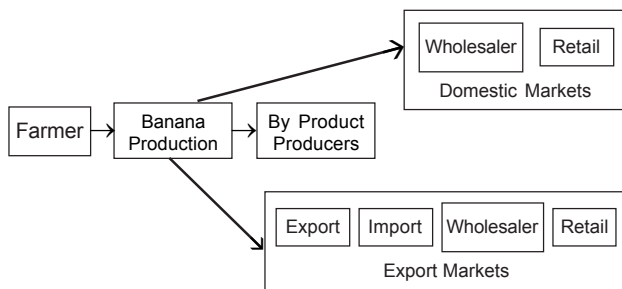 Wholesaler
Retail
Domestic Markets
Farmer
Banana
Production
By Product
Producers
Export
Import
Wholesaler
Retail
Export Markets